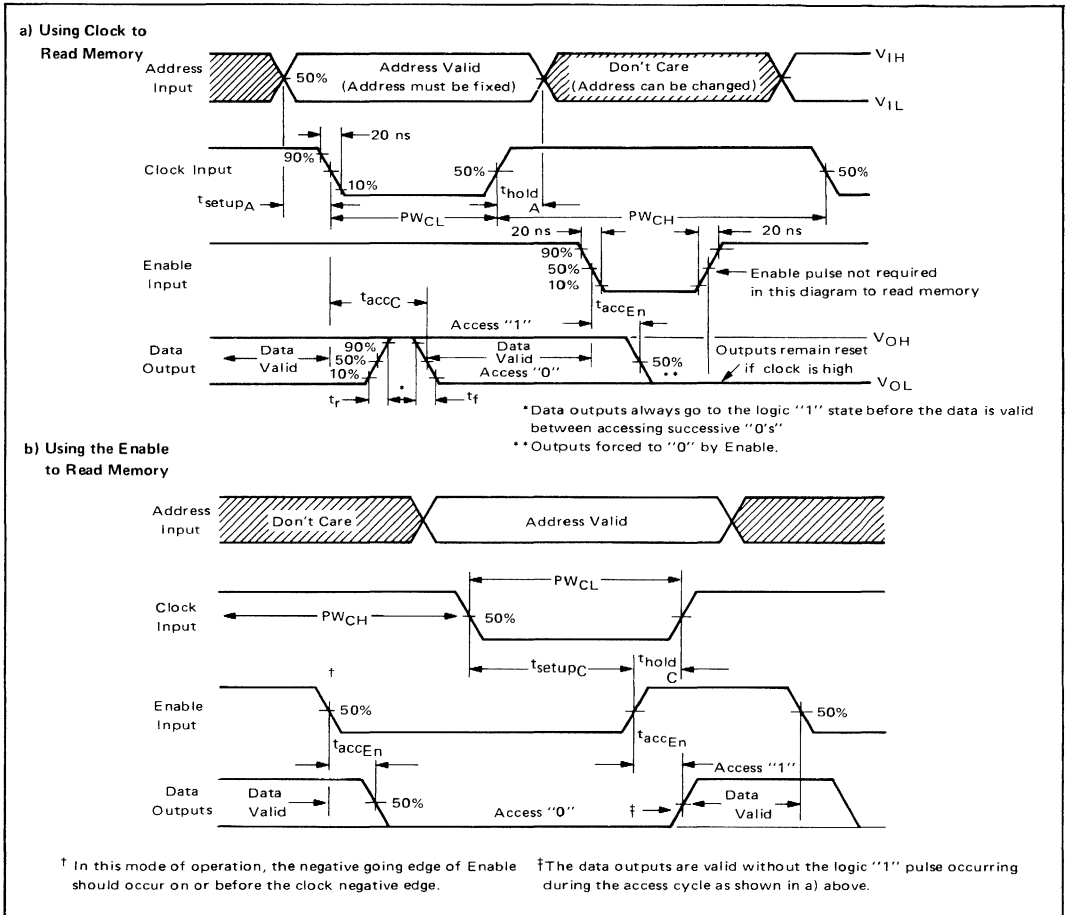 a) Using Clock to
Read Memory
Address
Input
50%
Address Valid
(Address must be fixed)
Don't Care
(Address can be changed)
VIH
VIL
20 ns
Clock Input
90%
10%
50%
50%
tsetupA
thold
A
PWCL
PWCH
20 ns
20 ns
Enable
Input
90%
50%
10%
Enable pulse not required
in this diagram to read memory
taccC
taccEn
Access "1"
VOH
Data
Output
Data
Valid
90%
50%
10%
Data
Valid
Access "0"
50%
**
Outputs remain reset
if clock is high
VOL
tr
*
tf
*Data outputs always go to the logic "1" state before the data is valid
between accessing successive "0's"
**Outputs forced to "0" by Enable.
b) Using the Enable
to Read Memory
Address
Input
Don't Care
Address Valid
PWCL
Clock
Input
PWCH
50%
tsetupC
thold
C
†
Enable
Input
50%
50%
taccEn
taccEn
Access "1"
Data
Outputs
Data
Valid
50%
Access "0"
‡
Data
Valid
† In this mode of operation, the negative going edge of Enable
should occur on or before the clock negative edge.
‡The data outputs are valid without the logic "1" pulse occurring
during the access cycle as shown in a) above.